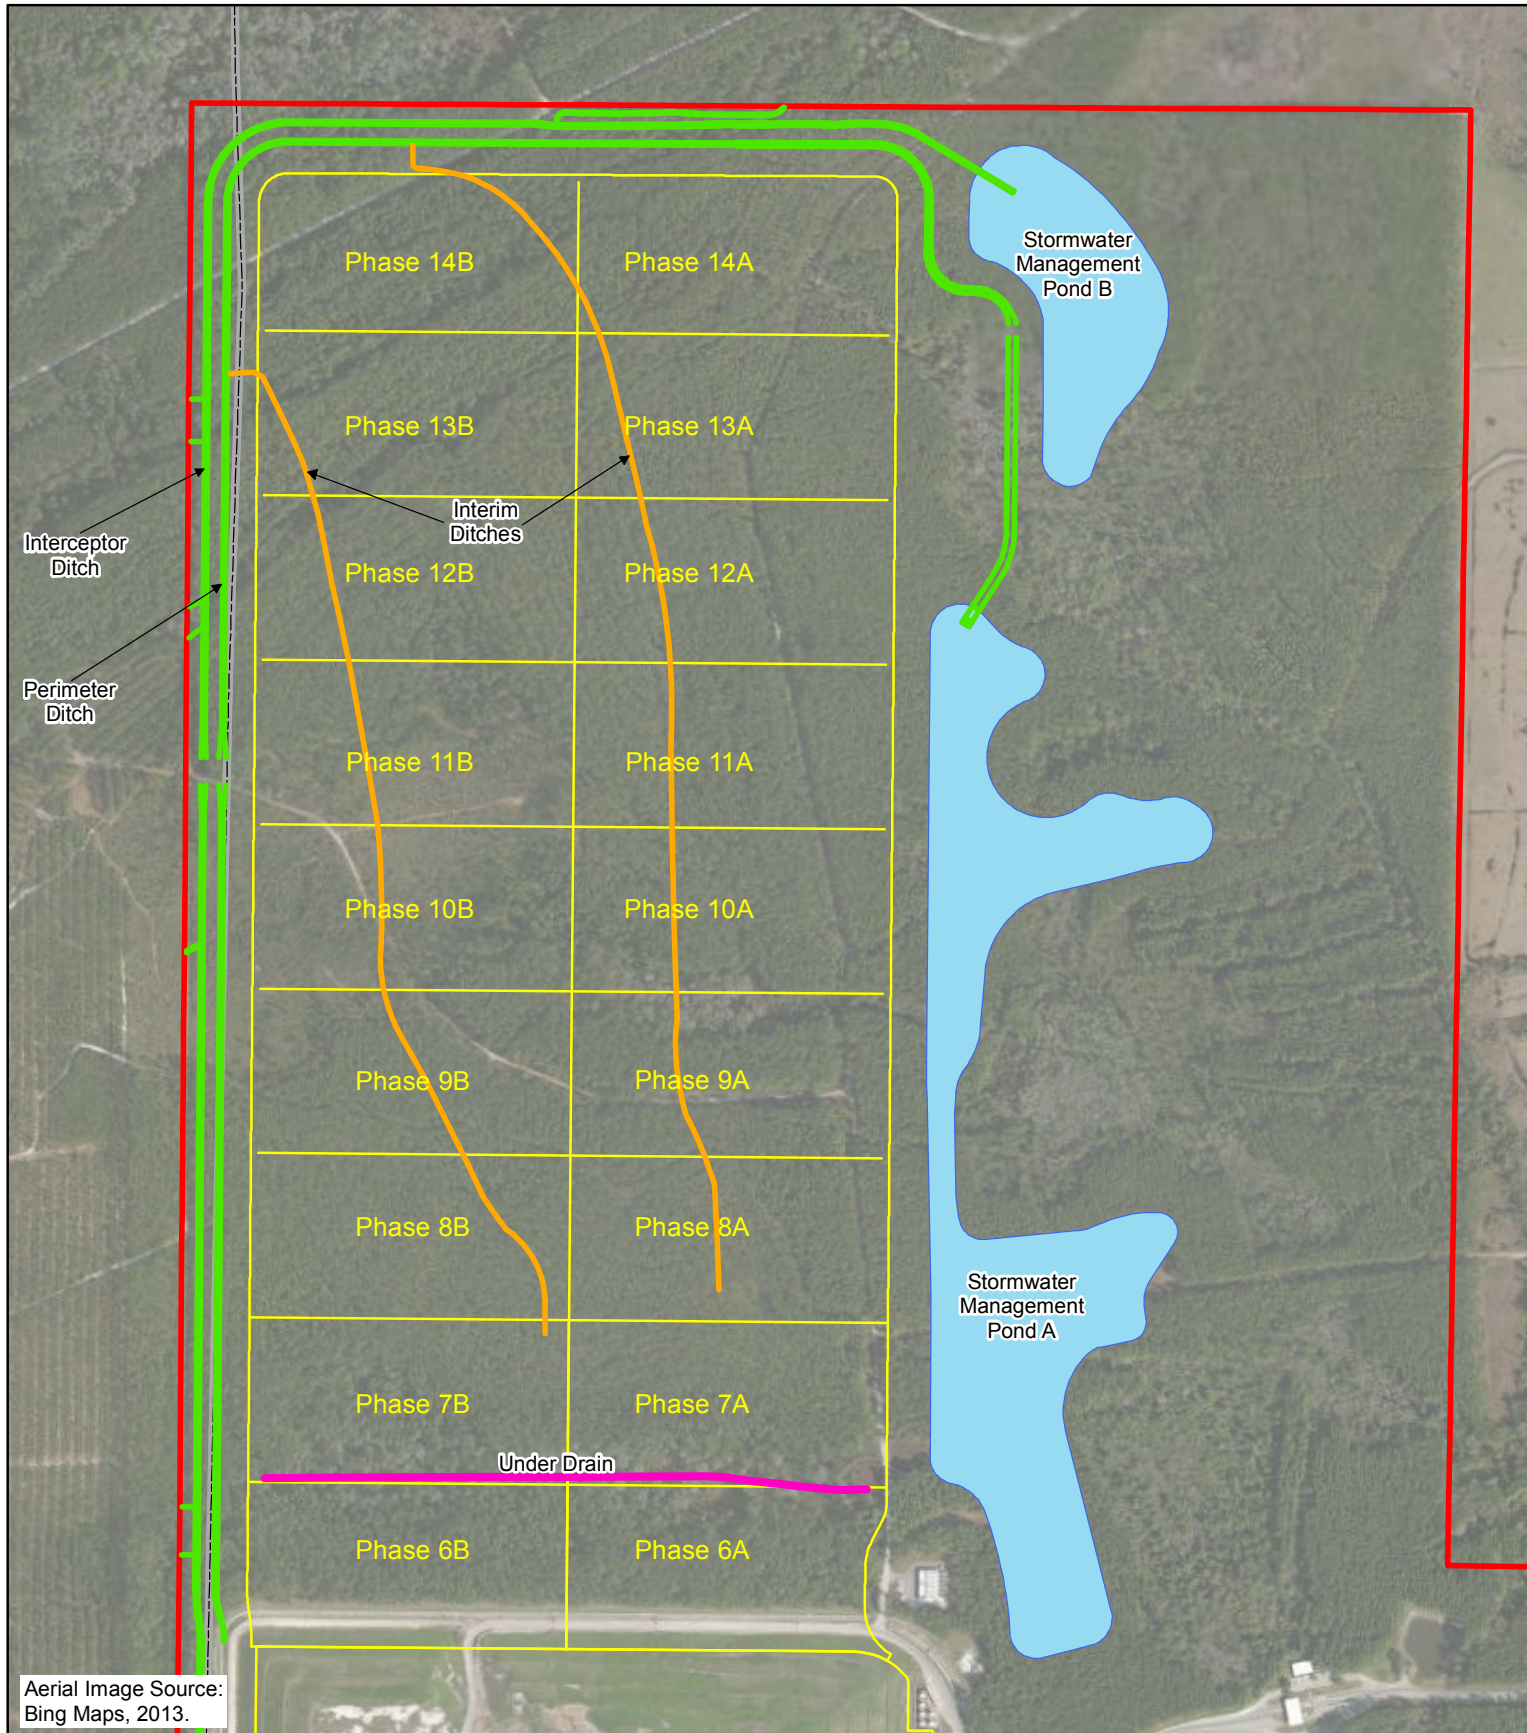 Stormwater
Management
Pond B
Phase 14B
Phase 14A
Phase 13B
Phase 13A
Interim
Ditches
Interceptor
Ditch
Phase 12B
Phase 12A
Perimeter
Ditch
Phase 11B
Phase 11A
Phase 10B
Phase 10A
Phase 9B
Phase 9A
Phase 8B
Phase 8A
Stormwater
Management
Pond A
Phase 7B
Phase 7A
Under Drain
Phase 6B
Phase 6A
Aerial Image Source:
Bing Maps, 2013.